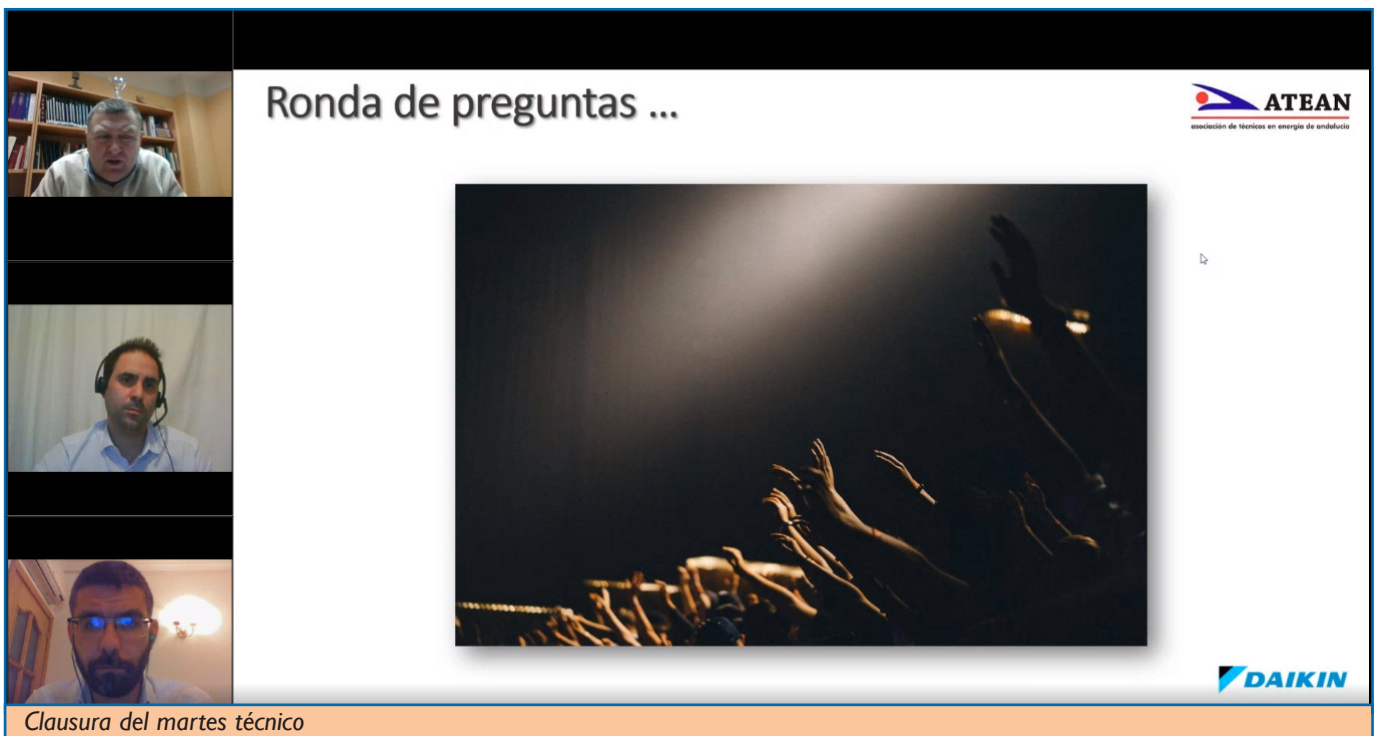 Ronda de preguntas ...
ATEAN
asociación de técnicos en energía de andalucía
DAIKIN
Clausura del martes técnico